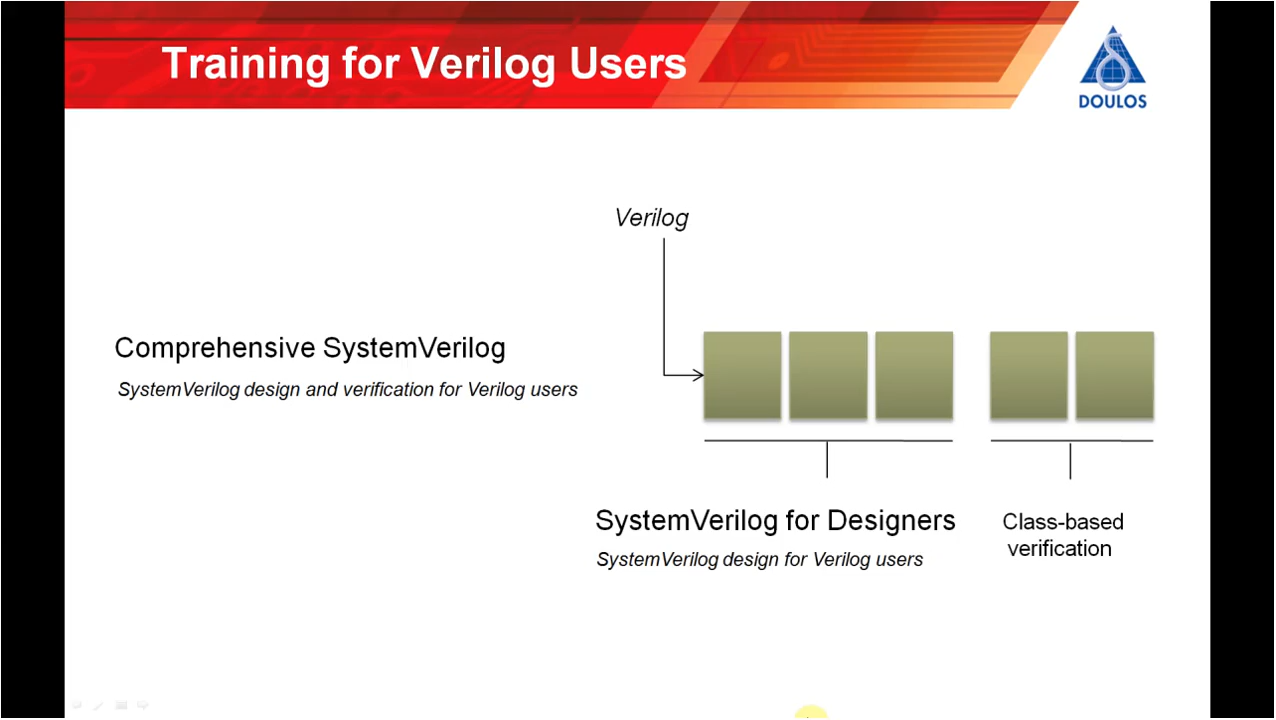 Training for Verilog Users
DOULOS
Verilog
Comprehensive SystemVerilog
SystemVerilog design and verification for Verilog users
SystemVerilog for Designers
SystemVerilog design for Verilog users
Class-based
verification